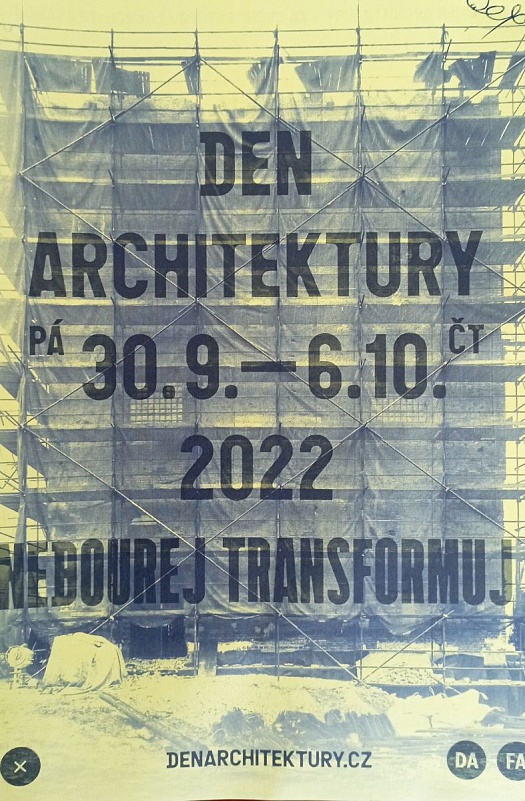 DEN
ARCHITEKTURY
PÁ 30.9.—6.10. ČT
2022
NEBOUREJ TRANSFORMUJ
DENARCHITEKTURY.CZ
DA
FA